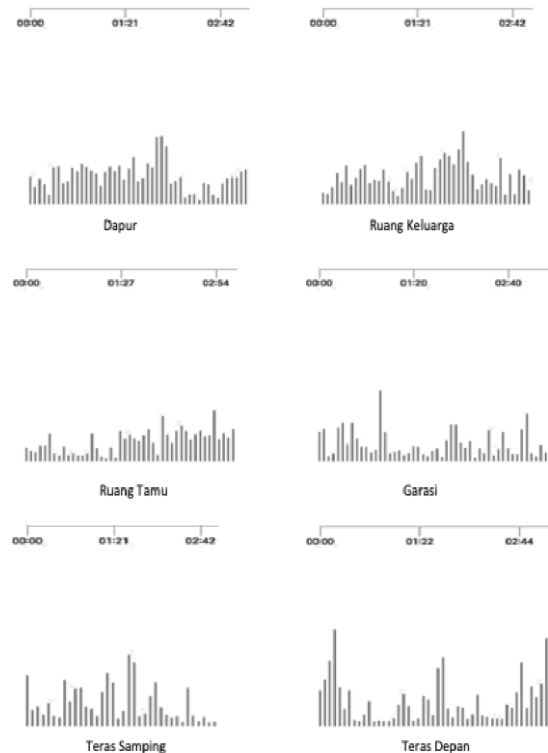 00:00 01:21 02:42
00:00 01:21 02:42
Dapur
Ruang Keluarga
00:00 01:27 02:54
00:00 01:20 02:40
Ruang Tamu
Garasi
00:00 01:21 02:42
00:00 01:22 02:44
Teras Samping
Teras Depan